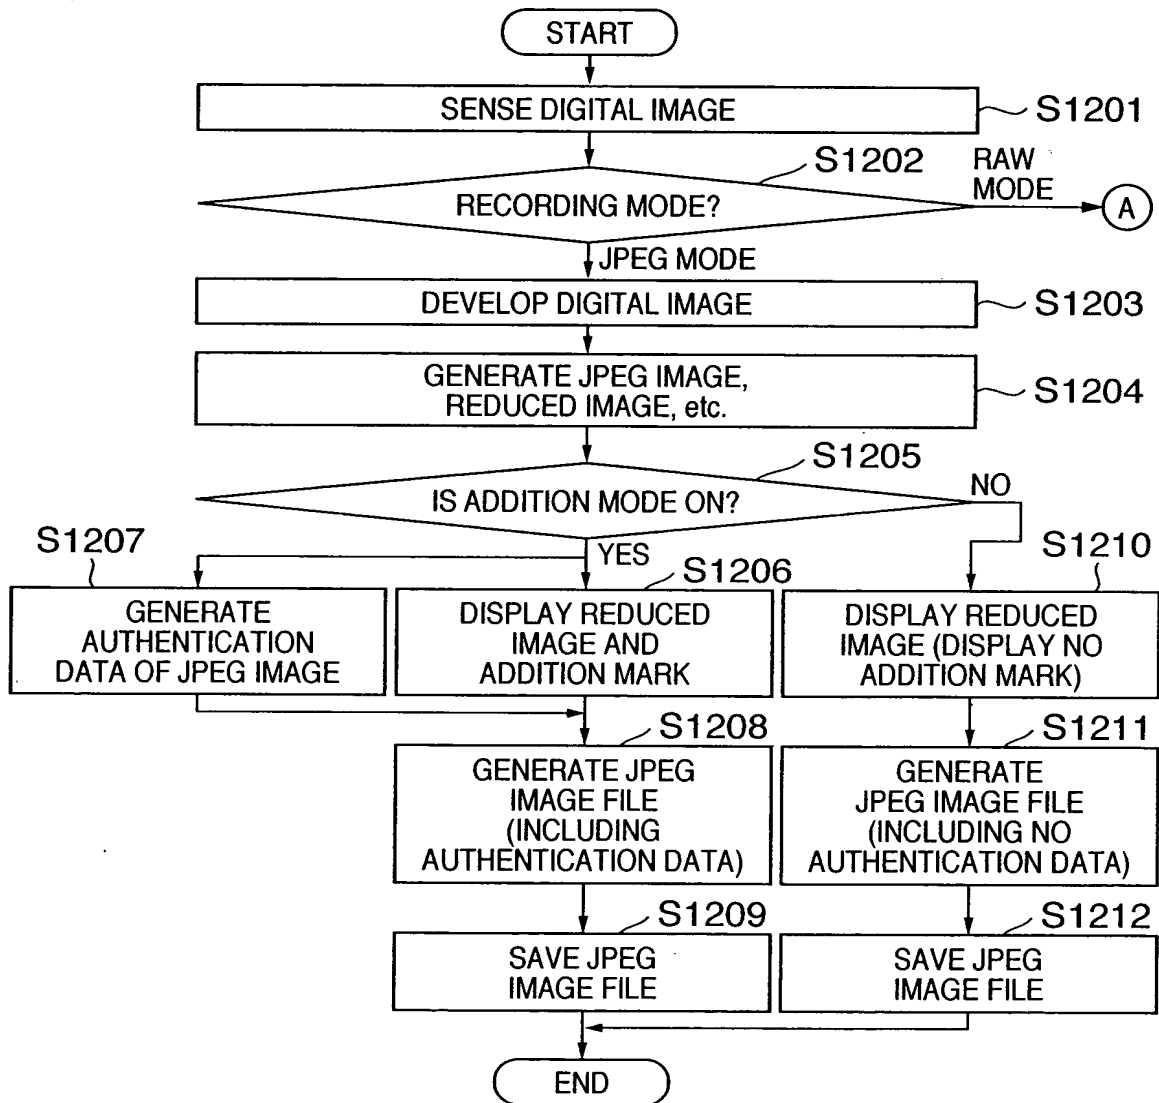 START
SENSE DIGITAL IMAGE
S1201
S1202
RAW
MODE
RECORDING MODE?
A
JPEG MODE
DEVELOP DIGITAL IMAGE
S1203
GENERATE JPEG IMAGE,
REDUCED IMAGE, etc.
S1204
S1205
IS ADDITION MODE ON?
NO
YES
S1207
GENERATE
AUTHENTICATION
DATA OF JPEG IMAGE
S1206
DISPLAY REDUCED
IMAGE AND
ADDITION MARK
S1210
DISPLAY REDUCED
IMAGE (DISPLAY NO
ADDITION MARK)
S1208
GENERATE JPEG
IMAGE FILE
(INCLUDING
AUTHENTICATION DATA)
S1211
GENERATE
JPEG IMAGE FILE
(INCLUDING NO
AUTHENTICATION DATA)
S1209
SAVE JPEG
IMAGE FILE
S1212
SAVE JPEG
IMAGE FILE
END